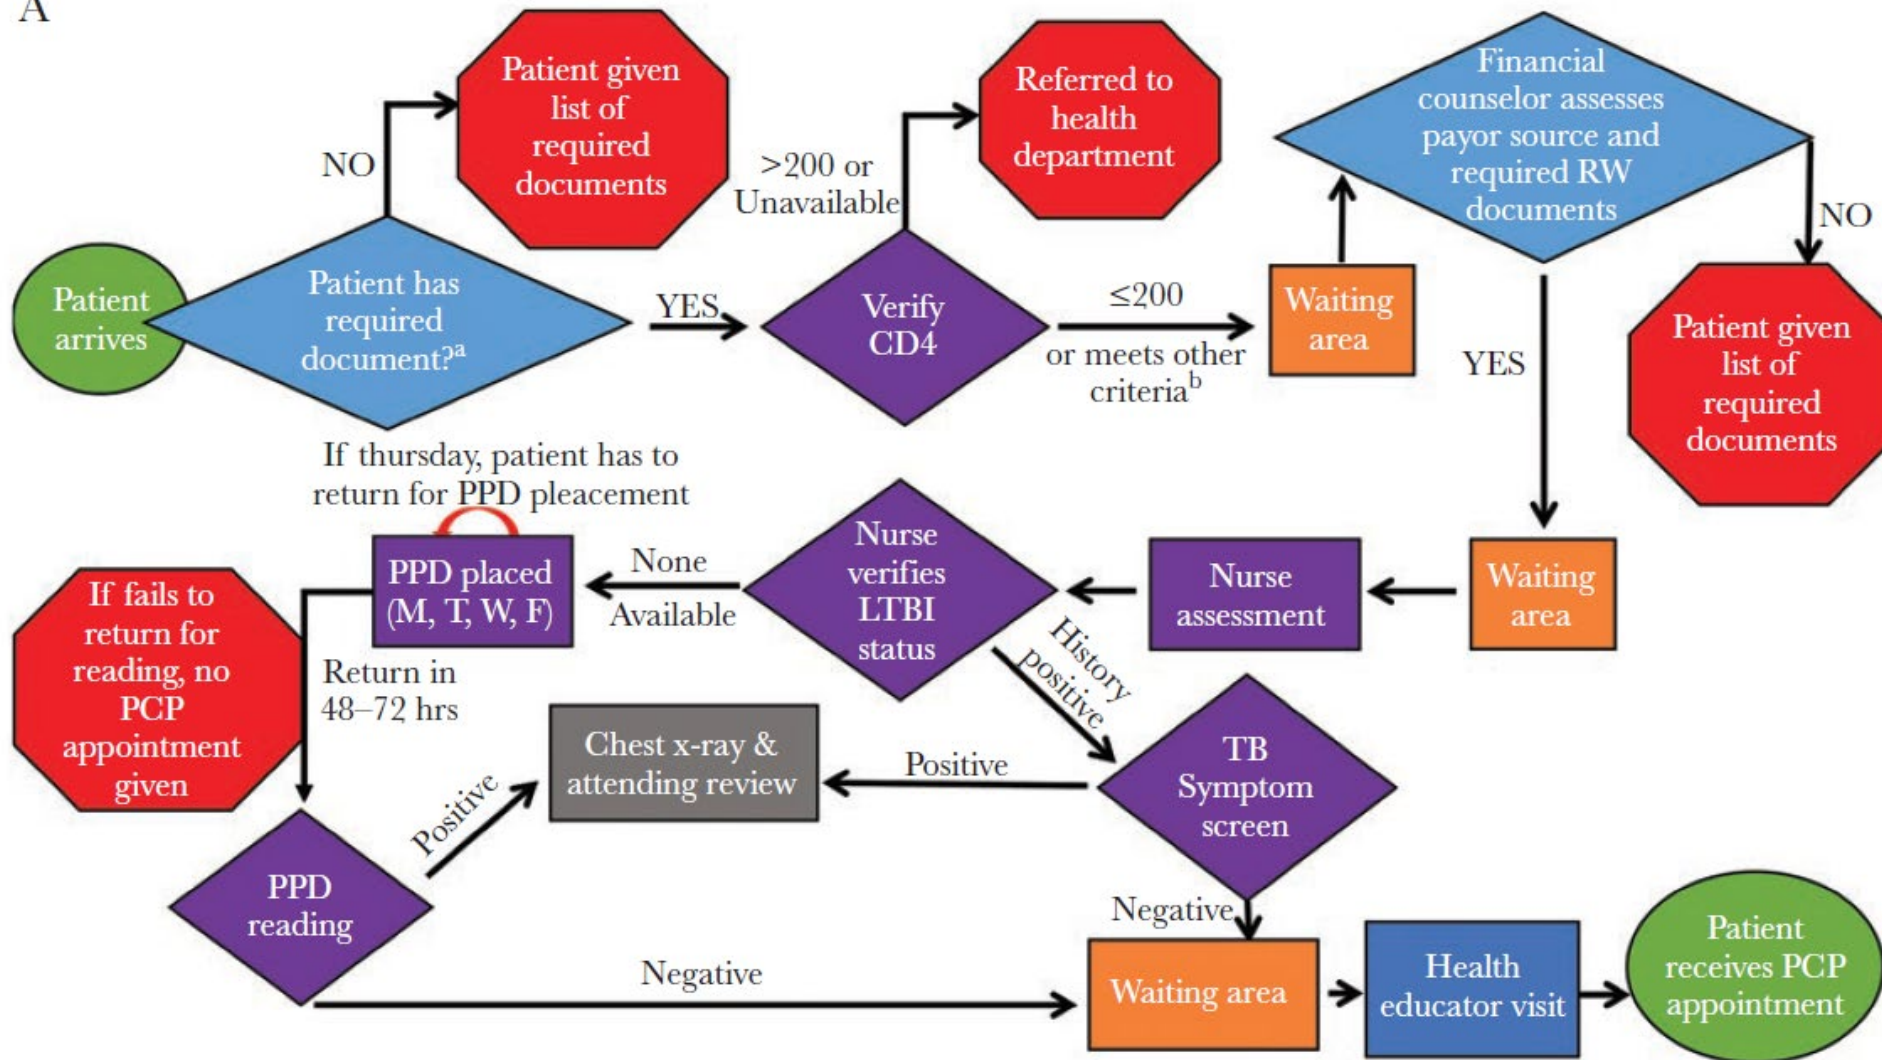 A
Patient given
list of
required
documents
NO
Patient
arrives
Patient has
required
document?a
YES
>200 or
Unavailable
Referred to
health
department
Verify
CD4
≤200
or meets other
criteriab
Waiting
area
Financial
counselor assesses
payor source and
required RW
documents
NO
Patient given
list of
required
documents
YES
Waiting
area
Nurse
assessment
Nurse
verifies
LTBI
status
None
Available
If thursday, patient has to
return for PPD pleacement
PPD placed
(M, T, W, F)
If fails to
return for
reading, no
PCP
appointment
given
Return in
48–72 hrs
PPD
reading
Positive
Chest x-ray &
attending review
Positive
History
positive
TB
Symptom
screen
Negative
Negative
Waiting area
Health
educator visit
Patient
receives PCP
appointment